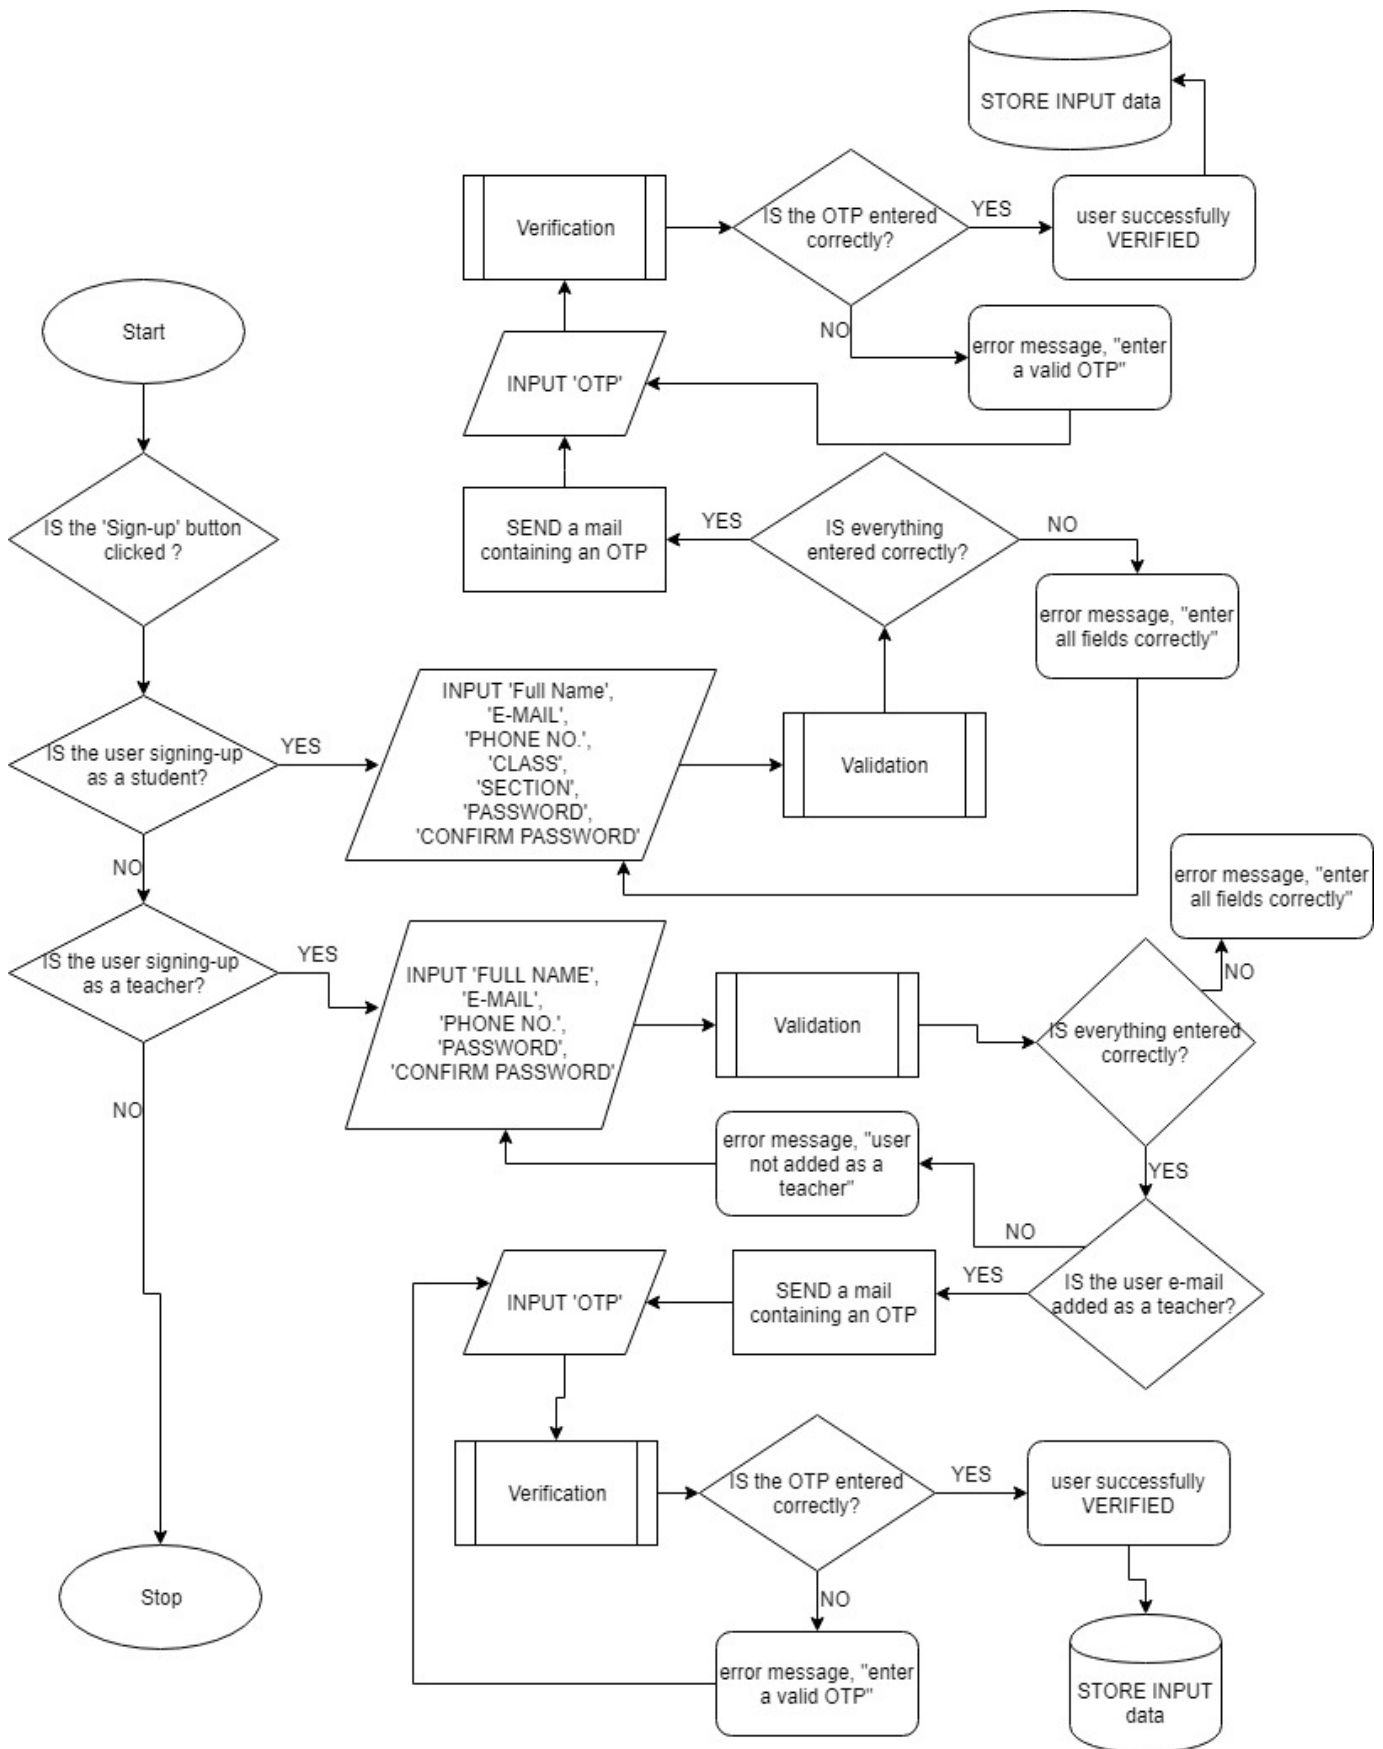 STORE INPUT data
Verification
IS the OTP entered
correctly?
YES
user successfully
VERIFIED
Start
NO
error message, "enter
a valid OTP"
INPUT 'OTP'
IS the 'Sign-up' button
clicked ?
SEND a mail
containing an OTP
YES
IS everything
entered correctly?
NO
error message, "enter
all fields correctly"
IS the user signing-up
as a student?
YES
INPUT 'Full Name',
'E-MAIL',
'PHONE NO.',
'CLASS',
'SECTION',
'PASSWORD',
'CONFIRM PASSWORD'
Validation
NO
error message, "enter
all fields correctly"
IS the user signing-up
as a teacher?
YES
INPUT 'FULL NAME',
'E-MAIL',
'PHONE NO.',
'PASSWORD',
'CONFIRM PASSWORD'
Validation
IS everything entered
correctly?
NO
NO
error message, "user
not added as a
teacher"
YES
NO
INPUT 'OTP'
SEND a mail
containing an OTP
YES
IS the user e-mail
added as a teacher?
Verification
IS the OTP entered
correctly?
YES
user successfully
VERIFIED
Stop
NO
error message, "enter
a valid OTP"
STORE INPUT
data